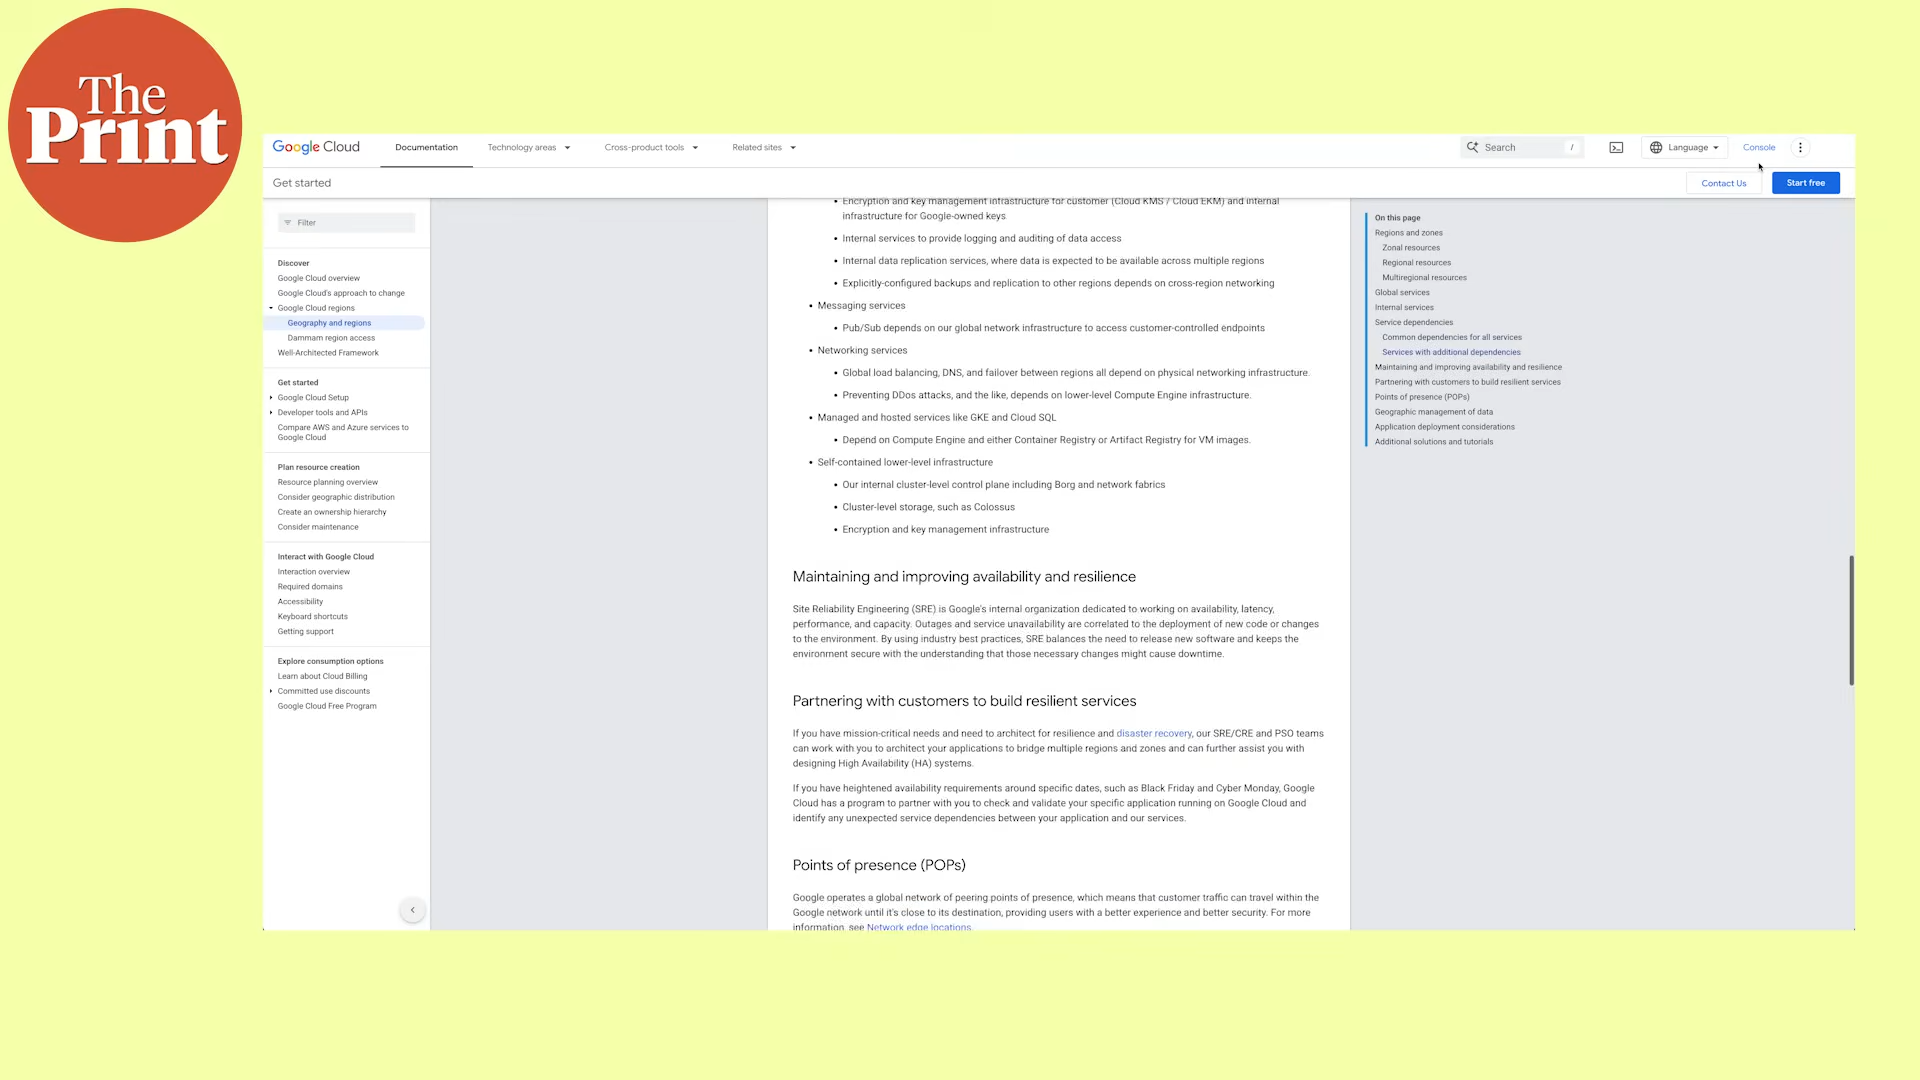 The
Print
Google Cloud
Documentation
Technology areas
Cross-product tools
Related sites
Search
/
Language
Console
Get started
Contact Us
Start free
Filter
Discover
Google Cloud overview
Google Cloud's approach to change
Google Cloud regions
Geography and regions
Dammam region access
Well-Architected Framework
Get started
Google Cloud Setup
Developer tools and APIs
Compare AWS and Azure services to
Google Cloud
Plan resource creation
Resource planning overview
Consider geographic distribution
Create an ownership hierarchy
Consider maintenance
Interact with Google Cloud
Interaction overview
Required domains
Accessibility
Keyboard shortcuts
Getting support
Explore consumption options
Learn about Cloud Billing
Committed use discounts
Google Cloud Free Program
Encryption and key management infrastructure for customer (Cloud KMS / Cloud EKM) and internal
infrastructure for Google-owned keys
Internal services to provide logging and auditing of data access
Internal data replication services, where data is expected to be available across multiple regions
Explicitly-configured backups and replication to other regions depends on cross-region networking
Messaging services
Pub/Sub depends on our global network infrastructure to access customer-controlled endpoints
Networking services
Global load balancing, DNS, and failover between regions all depend on physical networking infrastructure.
Preventing DDos attacks, and the like, depends on lower-level Compute Engine infrastructure.
Managed and hosted services like GKE and Cloud SQL
Depend on Compute Engine and either Container Registry or Artifact Registry for VM images.
Self-contained lower-level infrastructure
Our internal cluster-level control plane including Borg and network fabrics
Cluster-level storage, such as Colossus
Encryption and key management infrastructure
Maintaining and improving availability and resilience
Site Reliability Engineering (SRE) is Google's internal organization dedicated to working on availability, latency,
performance, and capacity. Outages and service unavailability are correlated to the deployment of new code or changes
to the environment. By using industry best practices, SRE balances the need to release new software and keeps the
environment secure with the understanding that those necessary changes might cause downtime.
Partnering with customers to build resilient services
If you have mission-critical needs and need to architect for resilience and disaster recovery, our SRE/CRE and PSO teams
can work with you to architect your applications to bridge multiple regions and zones and can further assist you with
designing High Availability (HA) systems.
If you have heightened availability requirements around specific dates, such as Black Friday and Cyber Monday, Google
Cloud has a program to partner with you to check and validate your specific application running on Google Cloud and
identify any unexpected service dependencies between your application and our services.
Points of presence (POPs)
Google operates a global network of peering points of presence, which means that customer traffic can travel within the
Google network until it's close to its destination, providing users with a better experience and better security. For more
information, see Network edge locations.
On this page
Regions and zones
Zonal resources
Regional resources
Multiregional resources
Global services
Internal services
Service dependencies
Common dependencies for all services
Services with additional dependencies
Maintaining and improving availability and resilience
Partnering with customers to build resilient services
Points of presence (POPs)
Geographic management of data
Application deployment considerations
Additional solutions and tutorials